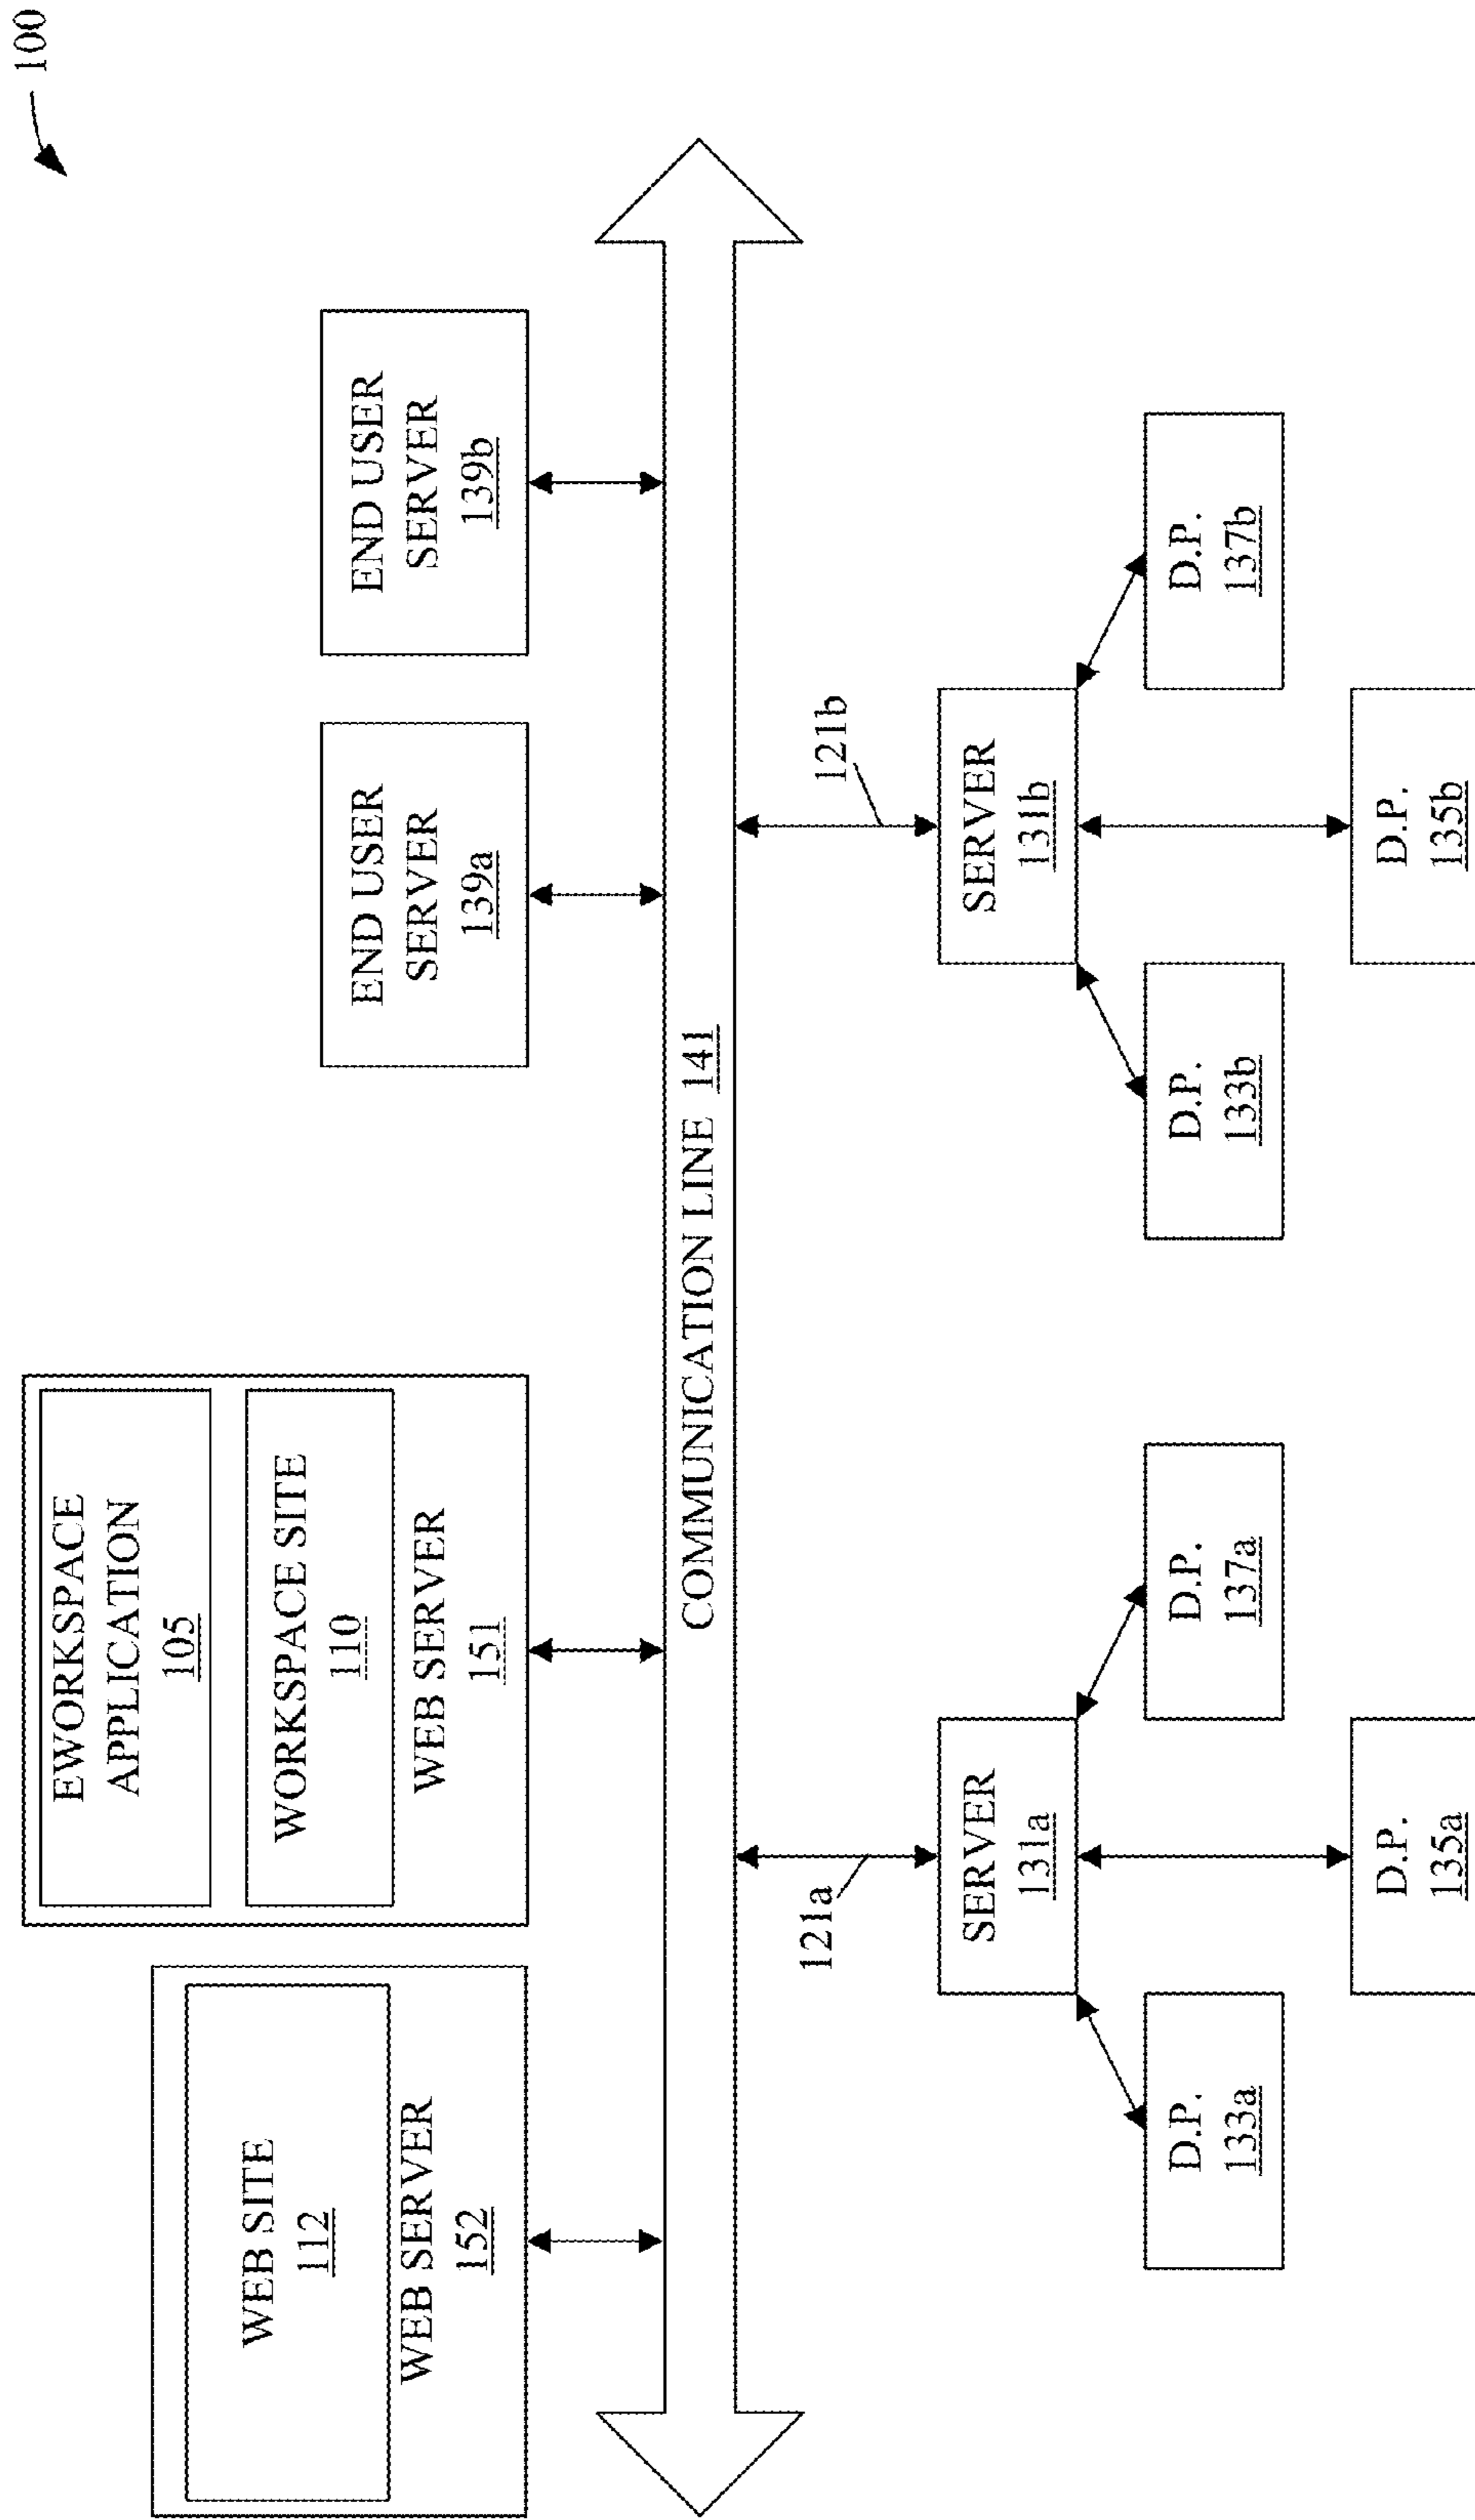 100
WEB SITE
112
WEB SERVER
152
EWORKSPACE
APPLICATION
105
WORKSPACE SITE
110
WEB SERVER
151
END USER
SERVER
139a
END USER
SERVER
139b
COMMUNICATION LINE 141
121a
121b
SERVER
131a
SERVER
131b
D.P.
133a
D.P.
137a
D.P.
133b
D.P.
137b
D.P.
135a
D.P.
135b